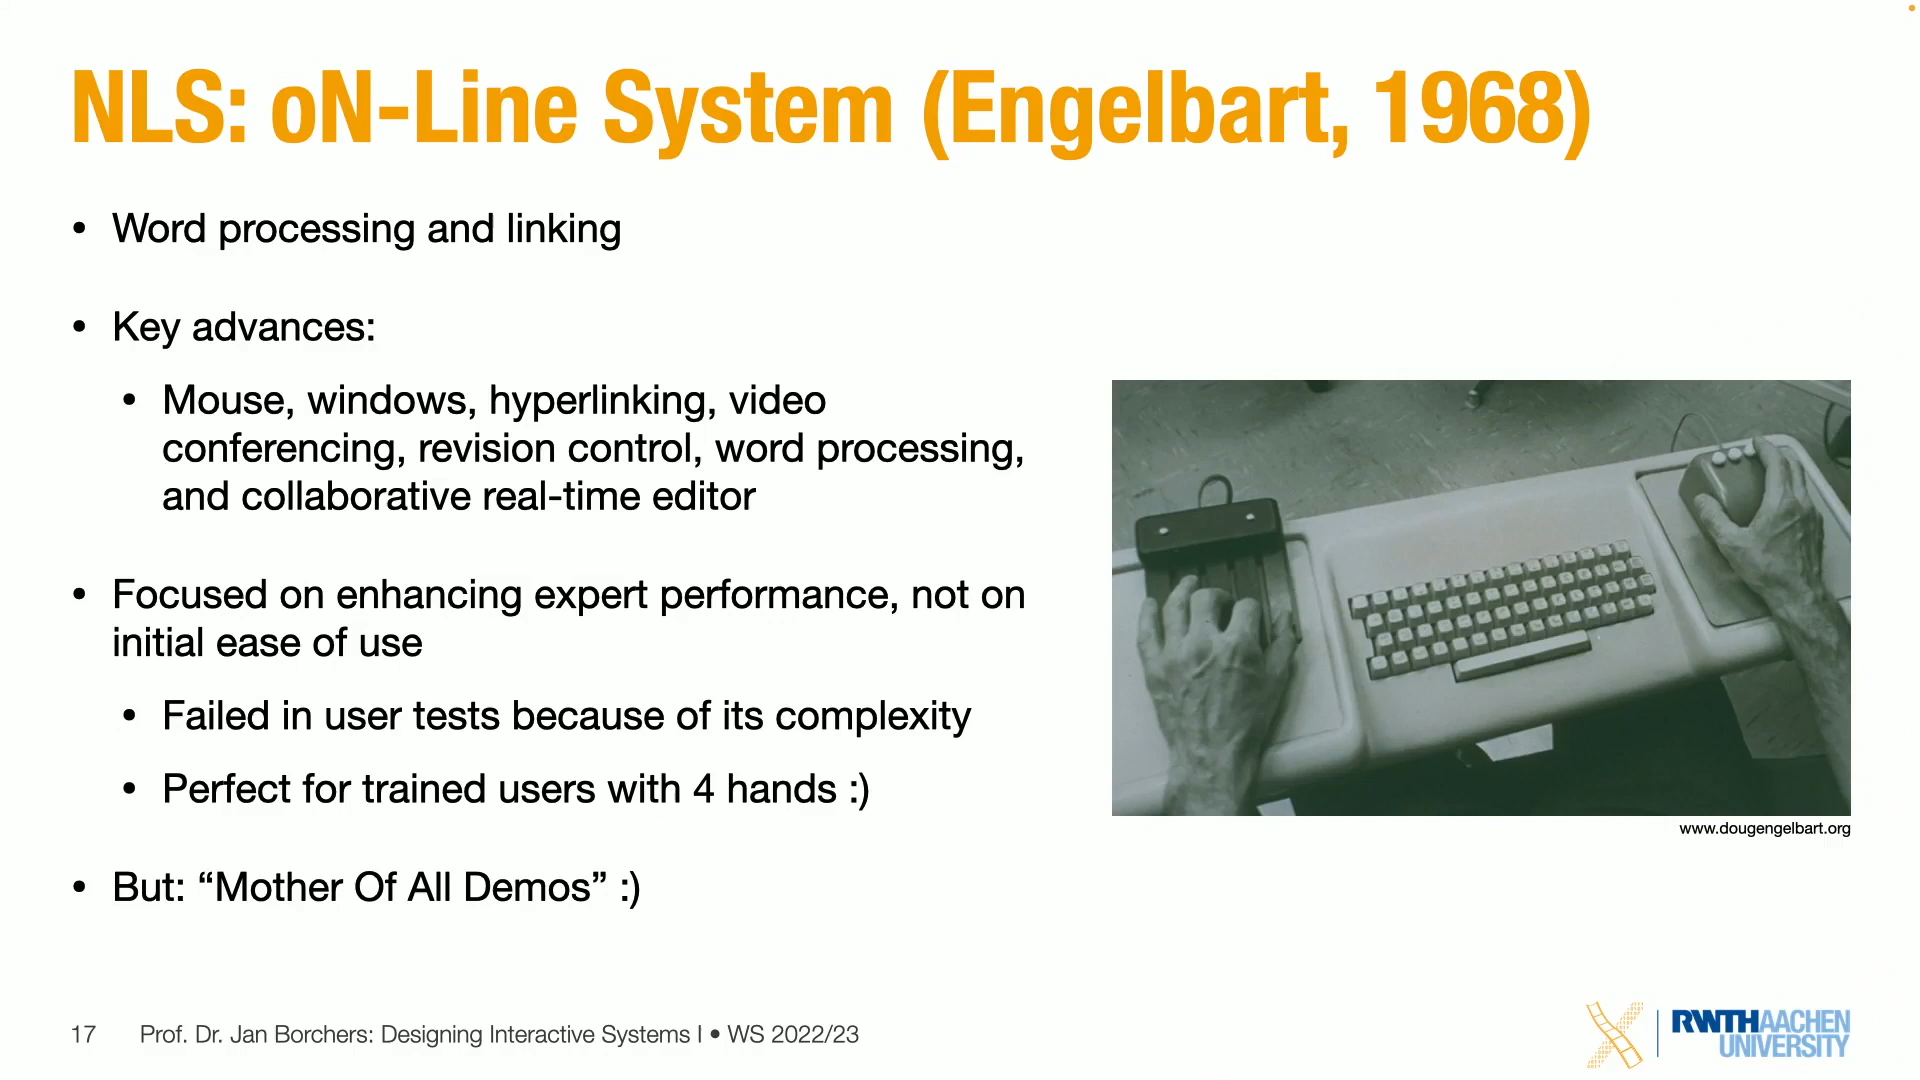 NLS: oN-Line System (Engelbart, 1968)
• Word processing and linking
• Key advances:
• Mouse, windows, hyperlinking, video
conferencing, revision control, word processing,
and collaborative real-time editor
• Focused on enhancing expert performance, not on
initial ease of use
• Failed in user tests because of its complexity
• Perfect for trained users with 4 hands :)
• But: “Mother Of All Demos” :)
www.dougengelbart.org
17 Prof. Dr. Jan Borchers: Designing Interactive Systems I • WS 2022/23
RWTHAACHEN
UNIVERSITY